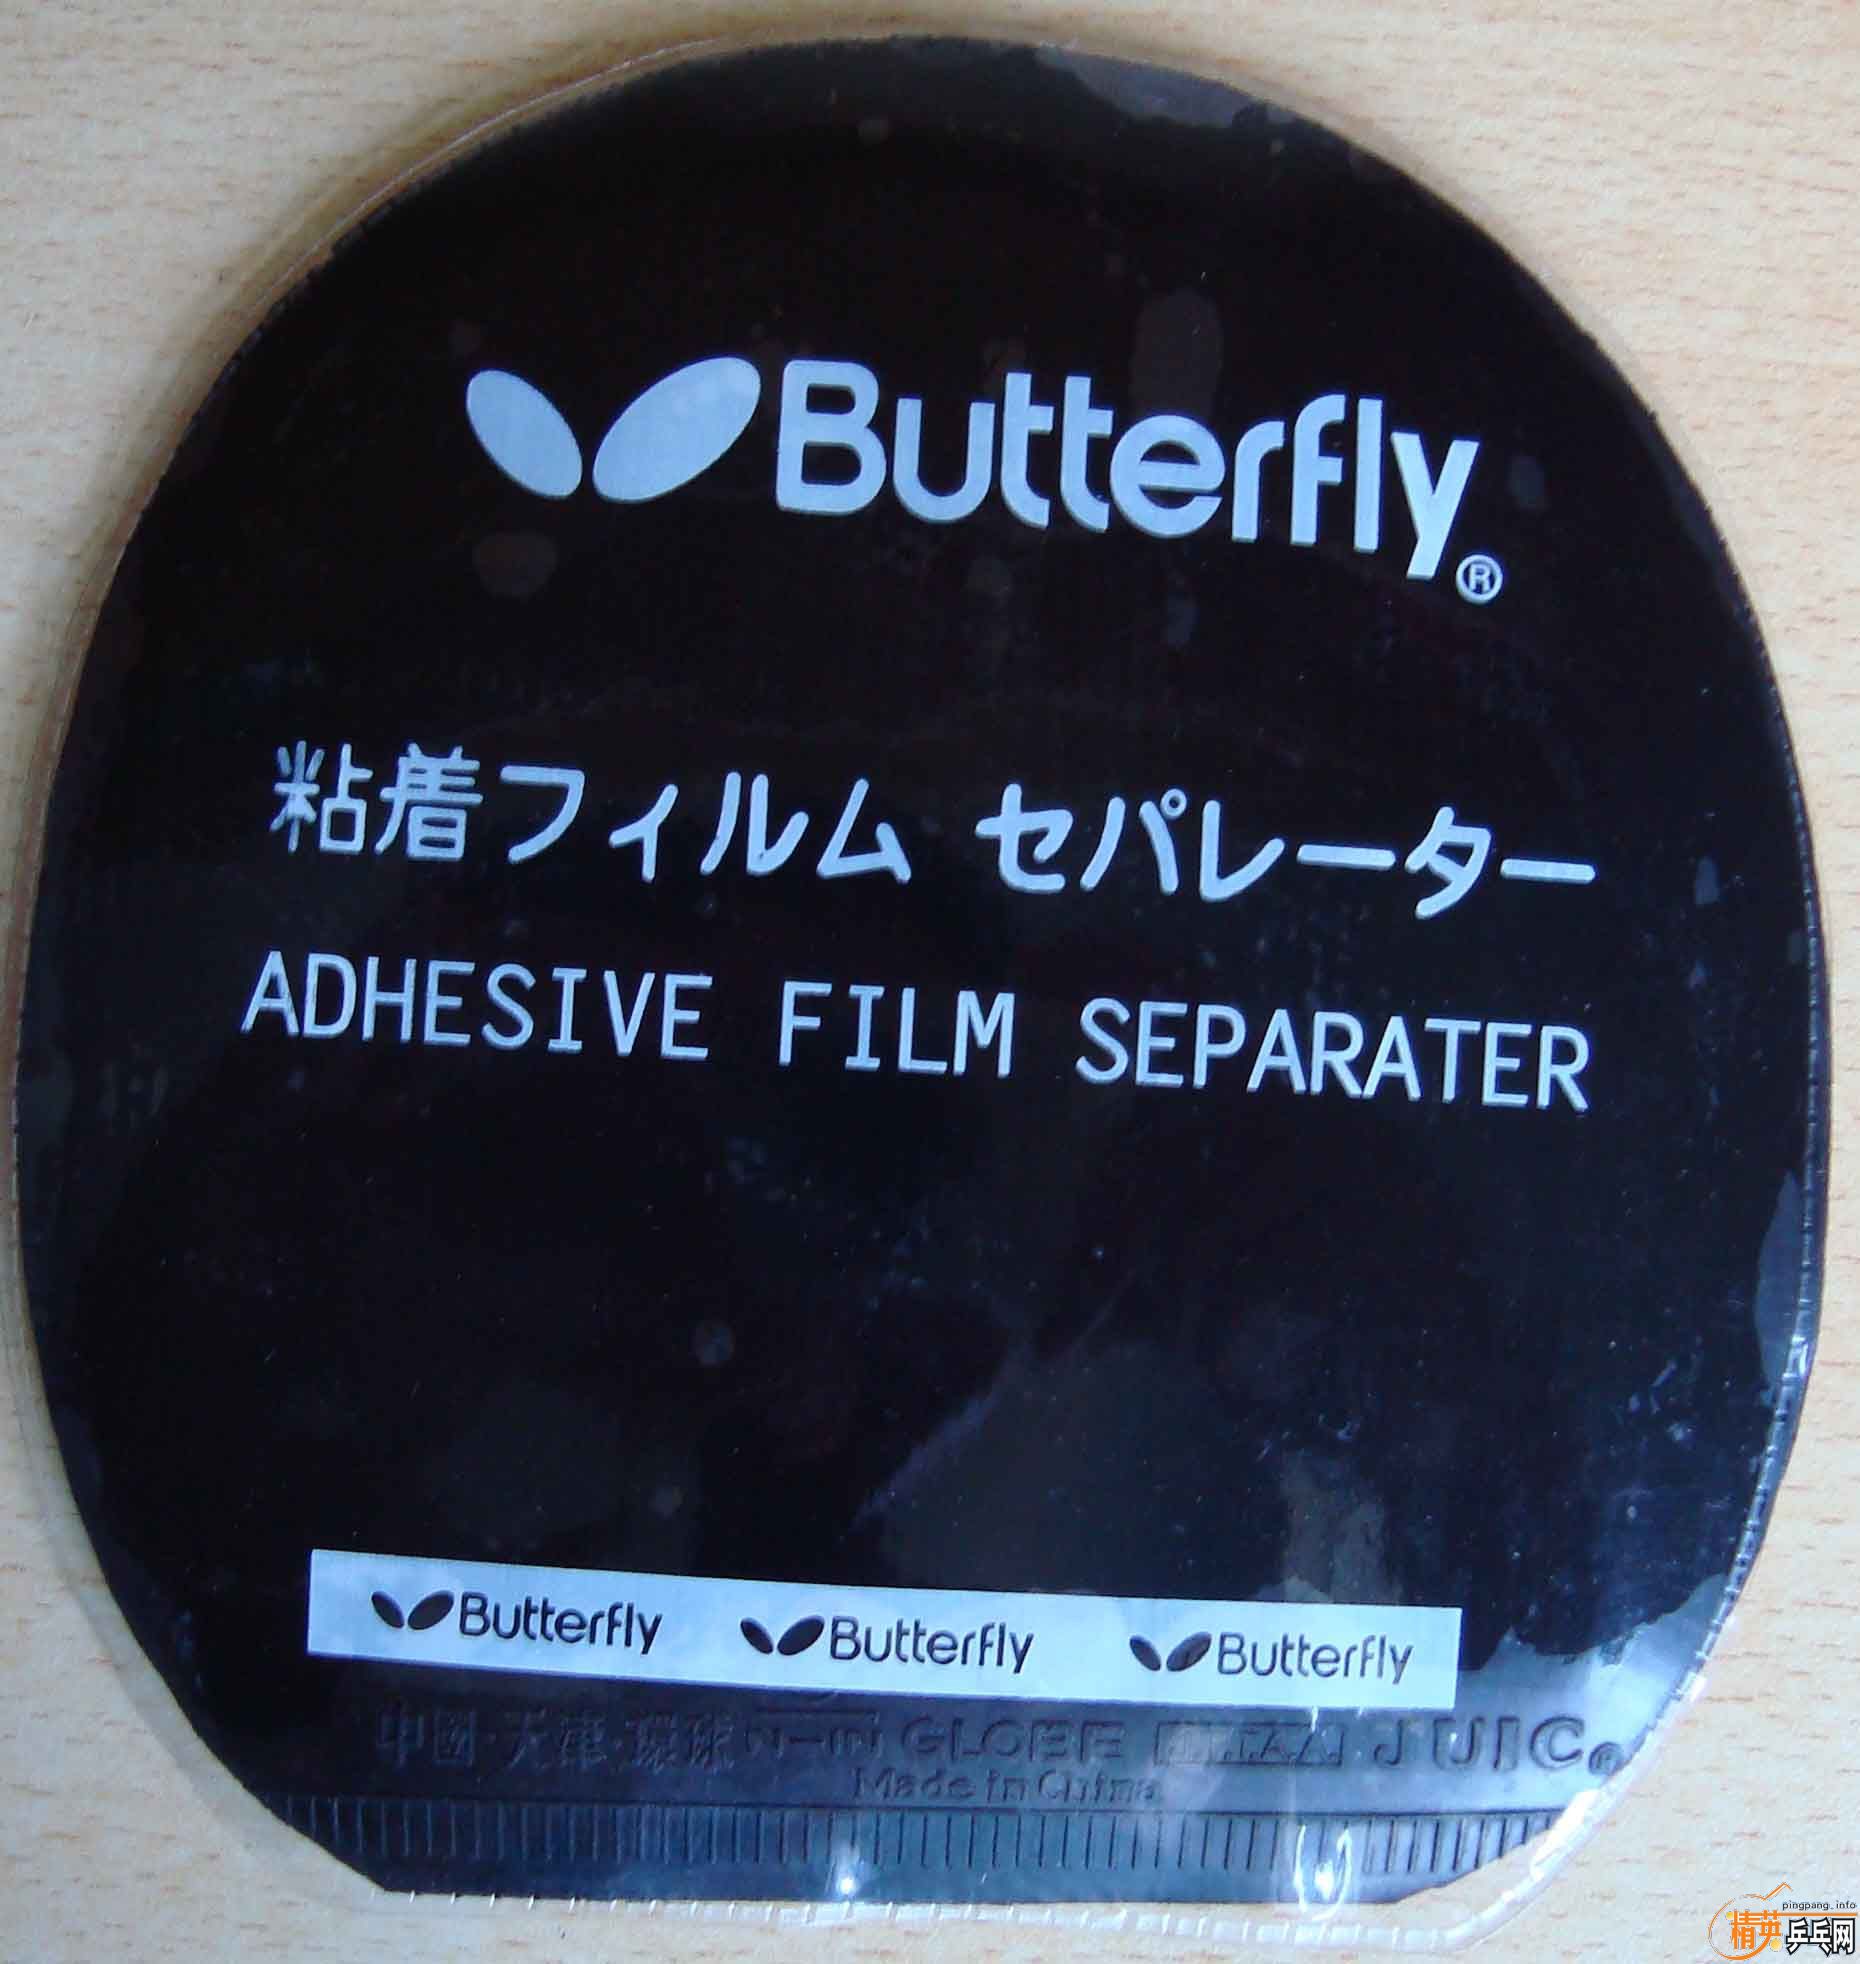 Butterfly®
粘着フィルム セパレーター
ADHESIVE FILM SEPARATER
Butterfly Butterfly Butterfly
中国·天津·環球 GLOBE JUIC®
Made in China
pingpang.info
精英乒乓网